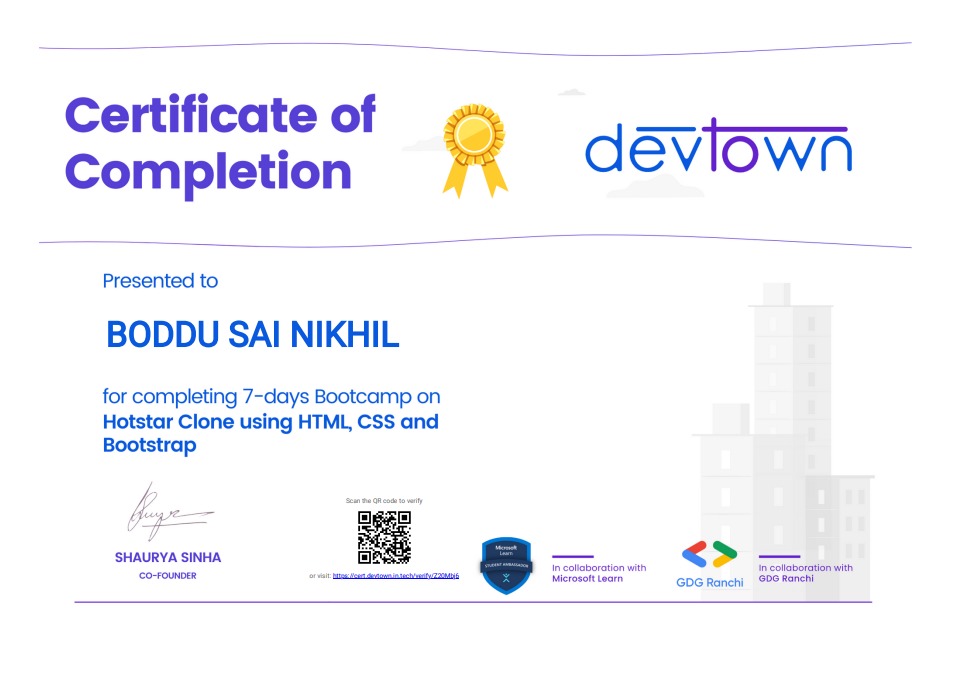 Certificate of
Completion
devtown
Presented to
BODDU SAI NIKHIL
for completing 7-days Bootcamp on
Hotstar Clone using HTML, CSS and
Bootstrap
Scan the QR code to verify
SHAURYA SINHA
CO-FOUNDER
or visit: https://cert.devtown.in.tech/verify/Z20Mbj6
Microsoft
Learn
STUDENT AMBASSADOR
In collaboration with
Microsoft Learn
GDG Ranchi
In collaboration with
GDG Ranchi